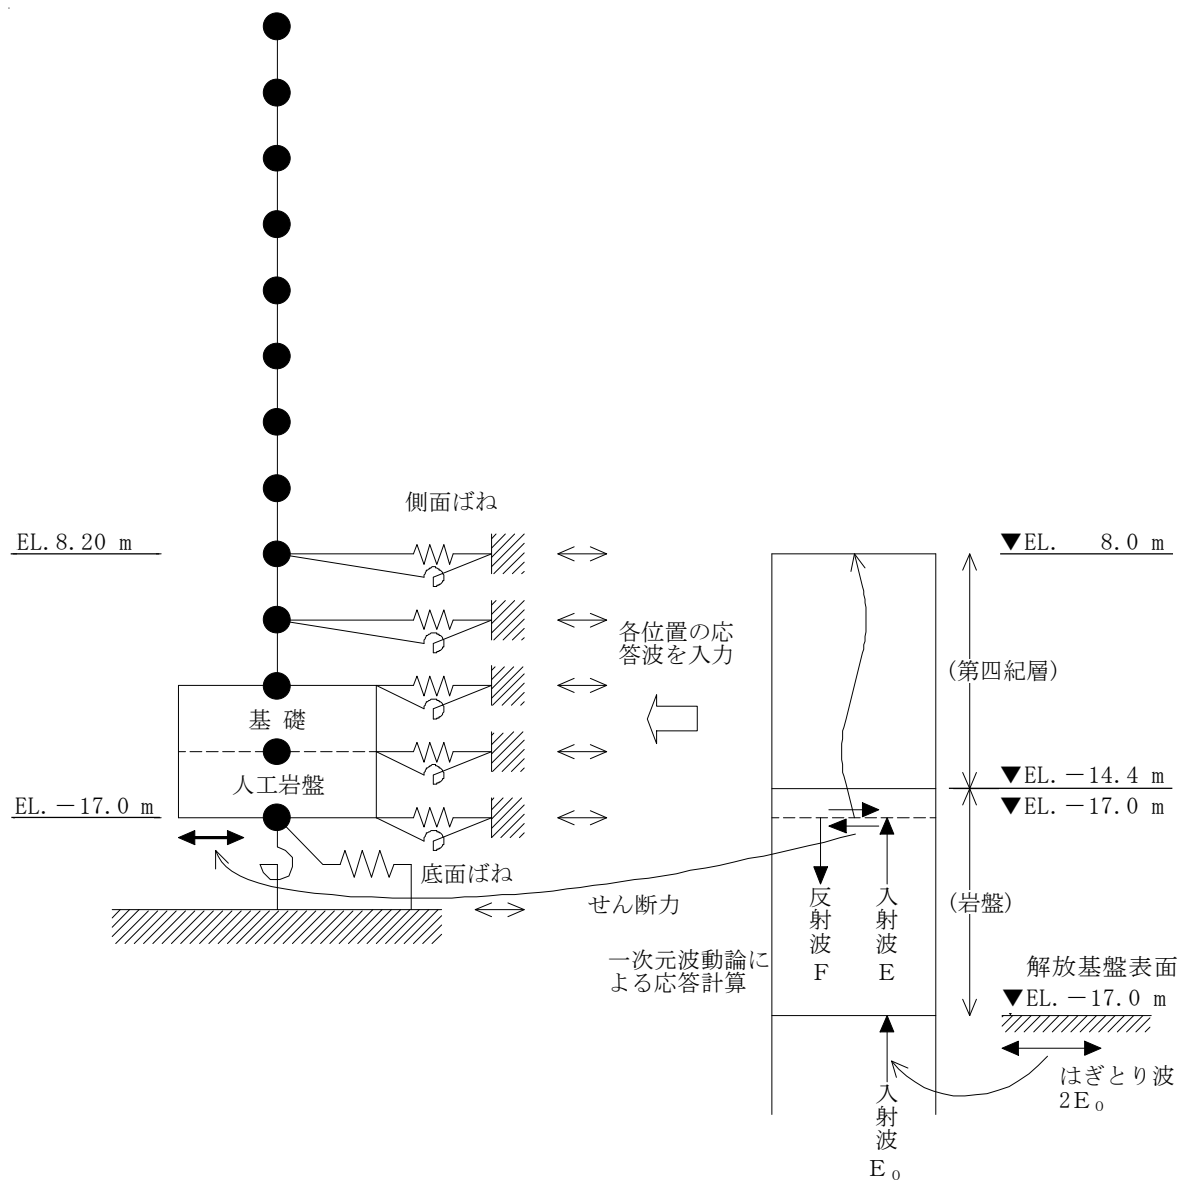 側面ばね
EL.8.20 m
▼EL. 8.0 m
各位置の応
答波を入力
(第四紀層)
基 礎
人工岩盤
EL.－17.0 m
▼EL.－14.4 m
▼EL.－17.0 m
底面ばね
せん断力
反射波F
入射波E
(岩盤)
一次元波動論に
よる応答計算
解放基盤表面
▼EL.－17.0 m
はぎとり波
2E₀
入射波E₀